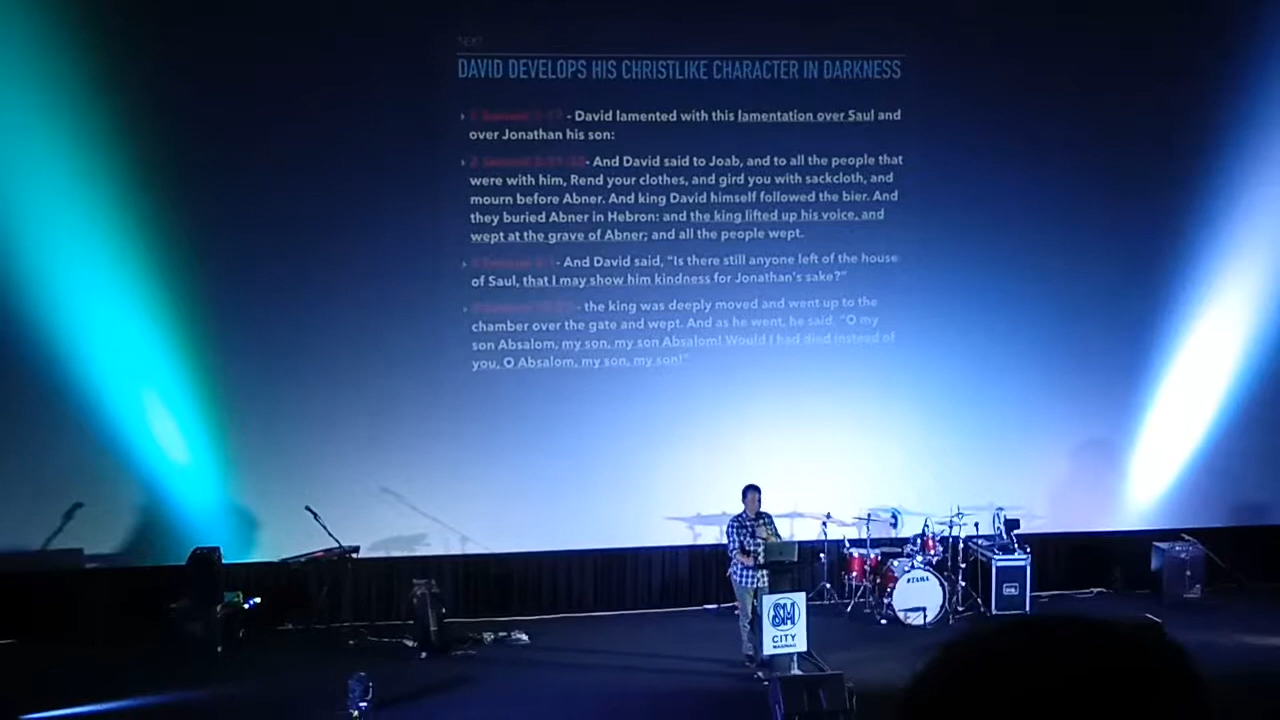 NEXT
DAVID DEVELOPS HIS CHRISTLIKE CHARACTER IN DARKNESS
- David lamented with this lamentation over Saul and
over Jonathan his son:
- And David said to Joab, and to all the people that
were with him, Rend your clothes, and gird you with sackcloth, and
mourn before Abner. And king David himself followed the bier. And
they buried Abner in Hebron: and the king lifted up his voice, and
wept at the grave of Abner; and all the people wept.
- And David said, “Is there still anyone left of the house
of Saul, that I may show him kindness for Jonathan's sake?”
- the king was deeply moved and went up to the
chamber over the gate and wept. And as he went, he said, “O my
son Absalom, my son, my son Absalom! Would I had died instead of
you, O Absalom, my son, my son!”
TAMA
SM
CITY
MASINAG